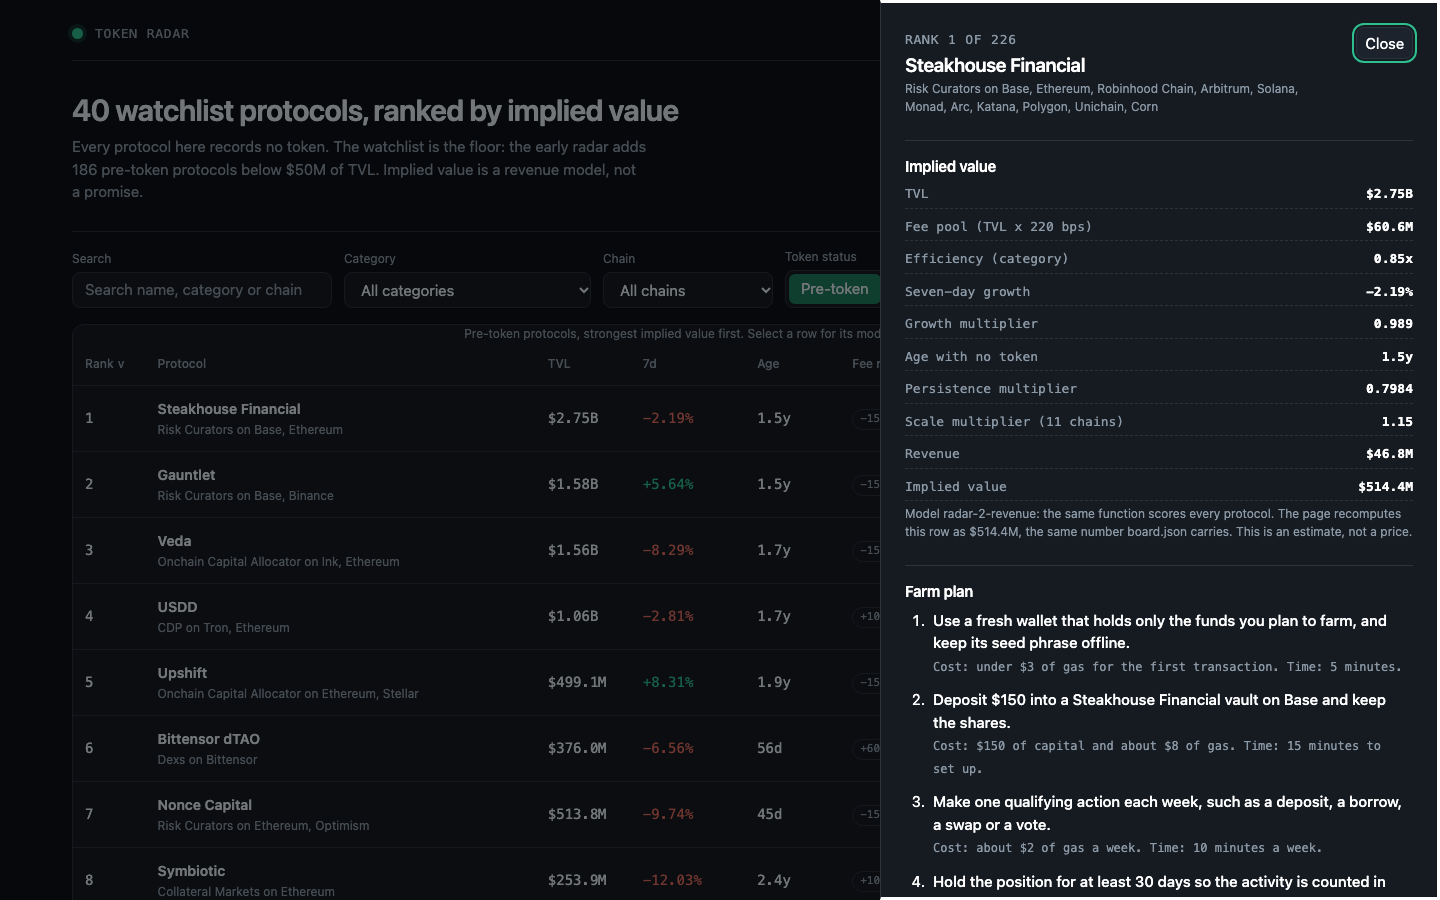 TOKEN RADAR
40 watchlist protocols, ranked by implied value
Every protocol here records no token. The watchlist is the floor: the early radar adds
186 pre-token protocols below $50M of TVL. Implied value is a revenue model, not
a promise.
Search
Category
Chain
Token status
Search name, category or chain
All categories
All chains
Pre-token
Pre-token protocols, strongest implied value first. Select a row for its mod
Rank v
Protocol
TVL
7d
Age
Fee r
1
Steakhouse Financial
Risk Curators on Base, Ethereum
$2.75B
−2.19%
1.5y
−15
2
Gauntlet
Risk Curators on Base, Binance
$1.58B
+5.64%
1.5y
−15
3
Veda
Onchain Capital Allocator on Ink, Ethereum
$1.56B
−8.29%
1.7y
−15
4
USDD
CDP on Tron, Ethereum
$1.06B
−2.81%
1.7y
+10
5
Upshift
Onchain Capital Allocator on Ethereum, Stellar
$499.1M
+8.31%
1.9y
−15
6
Bittensor dTAO
Dexs on Bittensor
$376.0M
−6.56%
56d
+60
7
Nonce Capital
Risk Curators on Ethereum, Optimism
$513.8M
−9.74%
45d
−15
8
Symbiotic
Collateral Markets on Ethereum
$253.9M
−12.03%
2.4y
+10
RANK 1 OF 226
Close
Steakhouse Financial
Risk Curators on Base, Ethereum, Robinhood Chain, Arbitrum, Solana,
Monad, Arc, Katana, Polygon, Unichain, Corn
Implied value
TVL $2.75B
Fee pool (TVL x 220 bps) $60.6M
Efficiency (category) 0.85x
Seven-day growth −2.19%
Growth multiplier 0.989
Age with no token 1.5y
Persistence multiplier 0.7984
Scale multiplier (11 chains) 1.15
Revenue $46.8M
Implied value $514.4M
Model radar-2-revenue: the same function scores every protocol. The page recomputes
this row as $514.4M, the same number board.json carries. This is an estimate, not a price.
Farm plan
1. Use a fresh wallet that holds only the funds you plan to farm, and
keep its seed phrase offline.
Cost: under $3 of gas for the first transaction. Time: 5 minutes.
2. Deposit $150 into a Steakhouse Financial vault on Base and keep
the shares.
Cost: $150 of capital and about $8 of gas. Time: 15 minutes to
set up.
3. Make one qualifying action each week, such as a deposit, a borrow,
a swap or a vote.
Cost: about $2 of gas a week. Time: 10 minutes a week.
4. Hold the position for at least 30 days so the activity is counted in